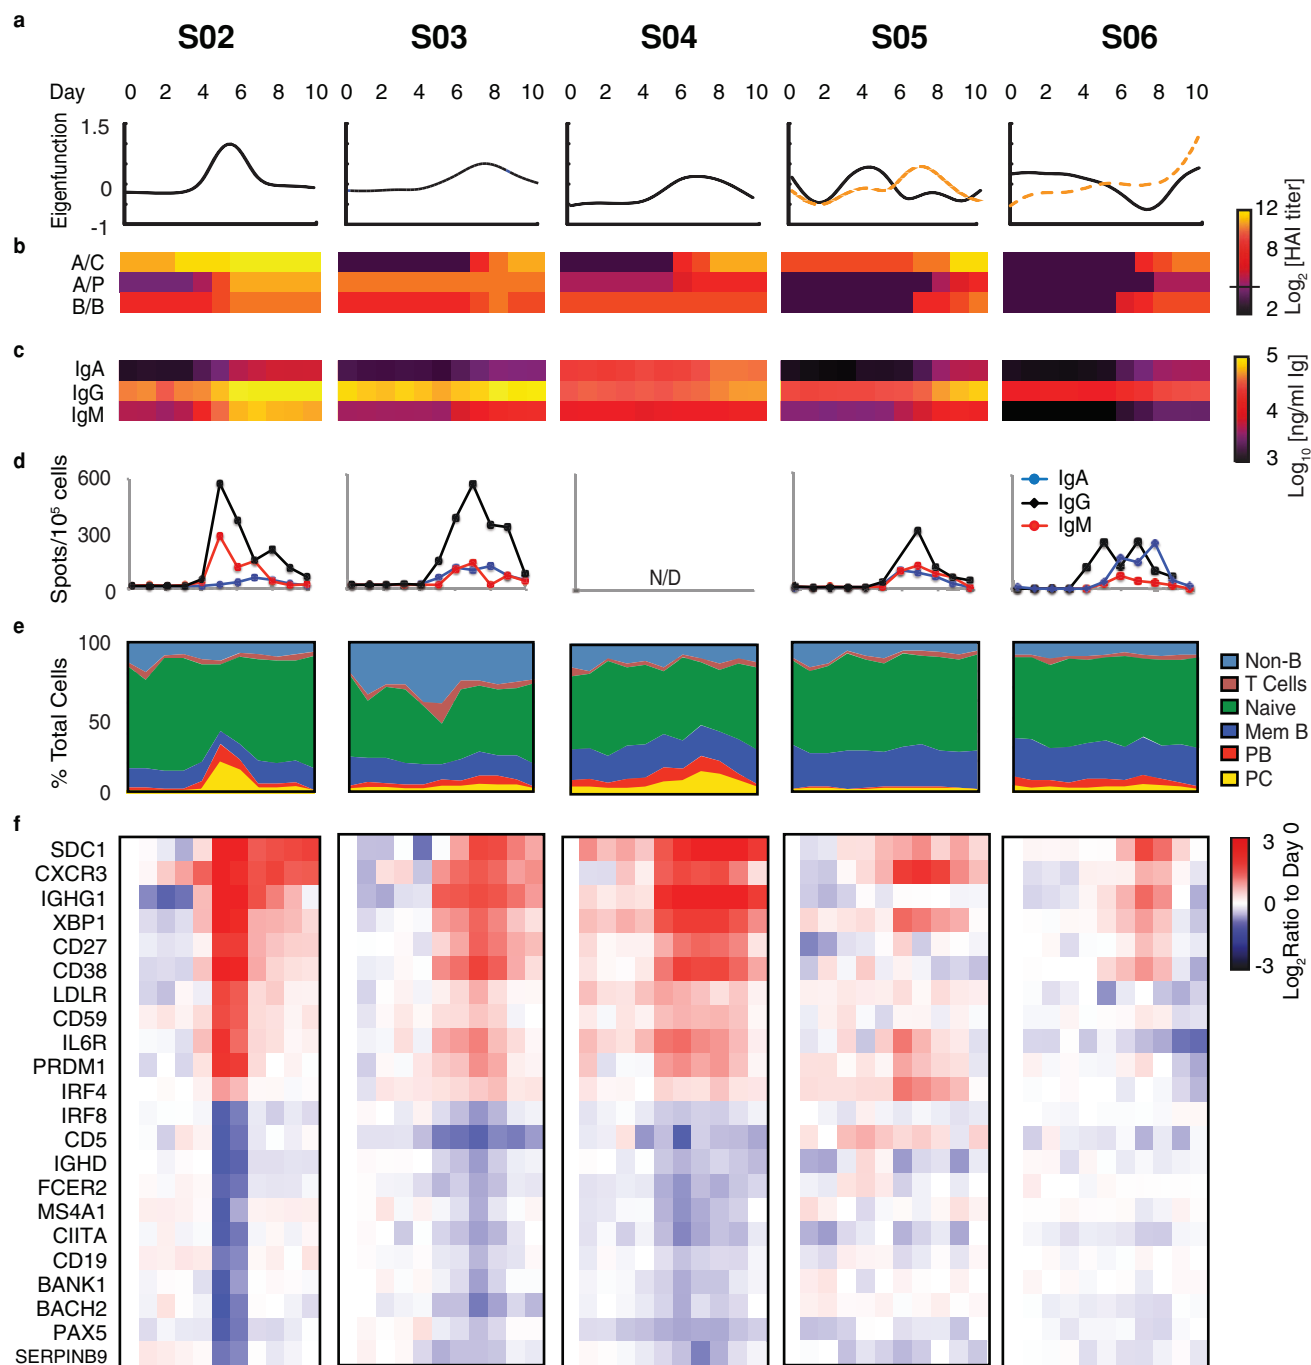 a
S02 S03 S04 S05 S06
Day 0 2 4 6 8 10 0 2 4 6 8 10 0 2 4 6 8 10 0 2 4 6 8 10 0 2 4 6 8 10
Eigenfunction
1.5
0
-1
b
A/C
A/P
B/B
12
8
2
Log2 [HAI titer]
c
IgA
IgG
IgM
5
4
3
Log10 [ng/ml Ig]
d
Spots/10⁵ cells
600
300
0
N/D
IgA
IgG
IgM
e
% Total Cells
100
50
0
Non-B
T Cells
Naive
Mem B
PB
PC
f
SDC1
CXCR3
IGHG1
XBP1
CD27
CD38
LDLR
CD59
IL6R
PRDM1
IRF4
IRF8
CD5
IGHD
FCER2
MS4A1
CIITA
CD19
BANK1
BACH2
PAX5
SERPINB9
3
0
-3
Log2Ratio to Day 0